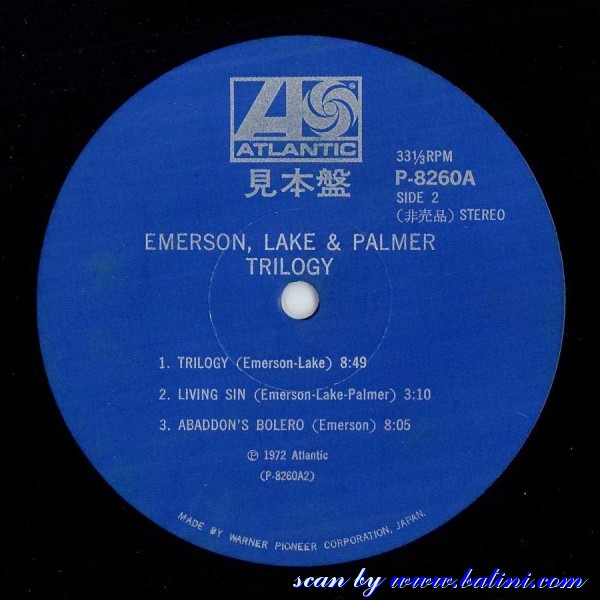 ATLANTIC
見本盤
33⅓RPM
P-8260A
SIDE 2
(非売品) STEREO
EMERSON, LAKE & PALMER
TRILOGY
1. TRILOGY (Emerson-Lake) 8:49
2. LIVING SIN (Emerson-Lake-Palmer) 3:10
3. ABADDON'S BOLERO (Emerson) 8:05
℗ 1972 Atlantic
(P-8260A2)
MADE BY WARNER PIONEER CORPORATION, JAPAN.
scan by www.batini.com